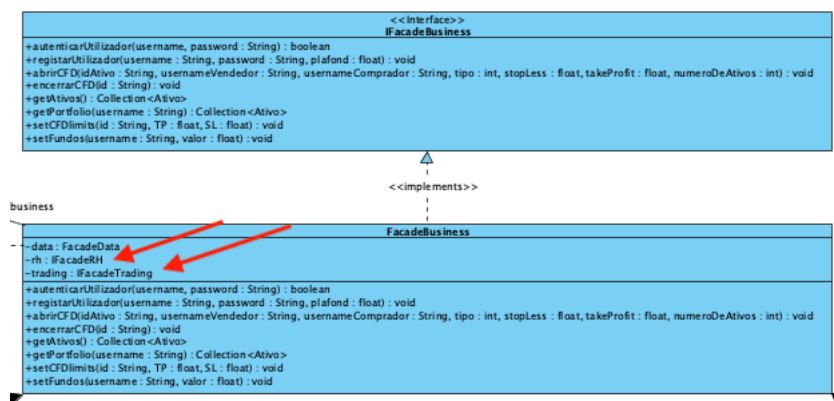 <<Interface>>
IFacadeBusiness
+autenticarUtilizador(username, password : String) : boolean
+registarUtilizador(username : String, password : String, plafond : float) : void
+abrirCFD(idAtivo : String, usernameVendedor : String, usernameComprador : String, tipo : int, stopLess : float, takeProfit : float, numeroDeAtivos : int) : void
+encerrarCFD(id : String) : void
+getAtivos() : Collection<Ativo>
+getPortfolio(username : String) : Collection<Ativo>
+setCFDlimits(id : String, TP : float, SL : float) : void
+setFundos(username : String, valor : float) : void
<<implements>>
business
FacadeBusiness
-data : FacadeData
-rh : IFacadeRH
-trading : IFacadeTrading
+autenticarUtilizador(username, password : String) : boolean
+registarUtilizador(username : String, password : String, plafond : float) : void
+abrirCFD(idAtivo : String, usernameVendedor : String, usernameComprador : String, tipo : int, stopLess : float, takeProfit : float, numeroDeAtivos : int) : void
+encerrarCFD(id : String) : void
+getAtivos() : Collection<Ativo>
+getPortfolio(username : String) : Collection<Ativo>
+setCFDlimits(id : String, TP : float, SL : float) : void
+setFundos(username : String, valor : float) : void